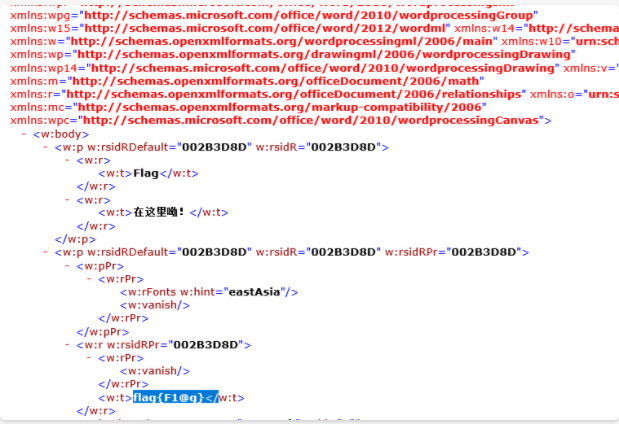 xmlns:wpg="http://schemas.microsoft.com/office/word/2010/wordprocessingGroup"
xmlns:w15="http://schemas.microsoft.com/office/word/2012/wordml" xmlns:w14="http://schema
xmlns:w="http://schemas.openxmlformats.org/wordprocessingml/2006/main" xmlns:w10="urn:sch
xmlns:wp="http://schemas.openxmlformats.org/drawingml/2006/wordprocessingDrawing"
xmlns:wp14="http://schemas.microsoft.com/office/word/2010/wordprocessingDrawing" xmlns:v="
xmlns:m="http://schemas.openxmlformats.org/officeDocument/2006/math"
xmlns:r="http://schemas.openxmlformats.org/officeDocument/2006/relationships" xmlns:o="urn:s
xmlns:mc="http://schemas.openxmlformats.org/markup-compatibility/2006"
xmlns:wpc="http://schemas.microsoft.com/office/word/2010/wordprocessingCanvas">
- <w:body>
- <w:p w:rsidRDefault="002B3D8D" w:rsidR="002B3D8D">
- <w:r>
<w:t>Flag</w:t>
</w:r>
- <w:r>
<w:t>在这里呦！</w:t>
</w:r>
</w:p>
- <w:p w:rsidRDefault="002B3D8D" w:rsidR="002B3D8D" w:rsidRPr="002B3D8D">
- <w:pPr>
- <w:rPr>
<w:rFonts w:hint="eastAsia"/>
<w:vanish/>
</w:rPr>
</w:pPr>
- <w:r w:rsidRPr="002B3D8D">
- <w:rPr>
<w:vanish/>
</w:rPr>
<w:t>flag{F1@g}</w:t>
</w:r>